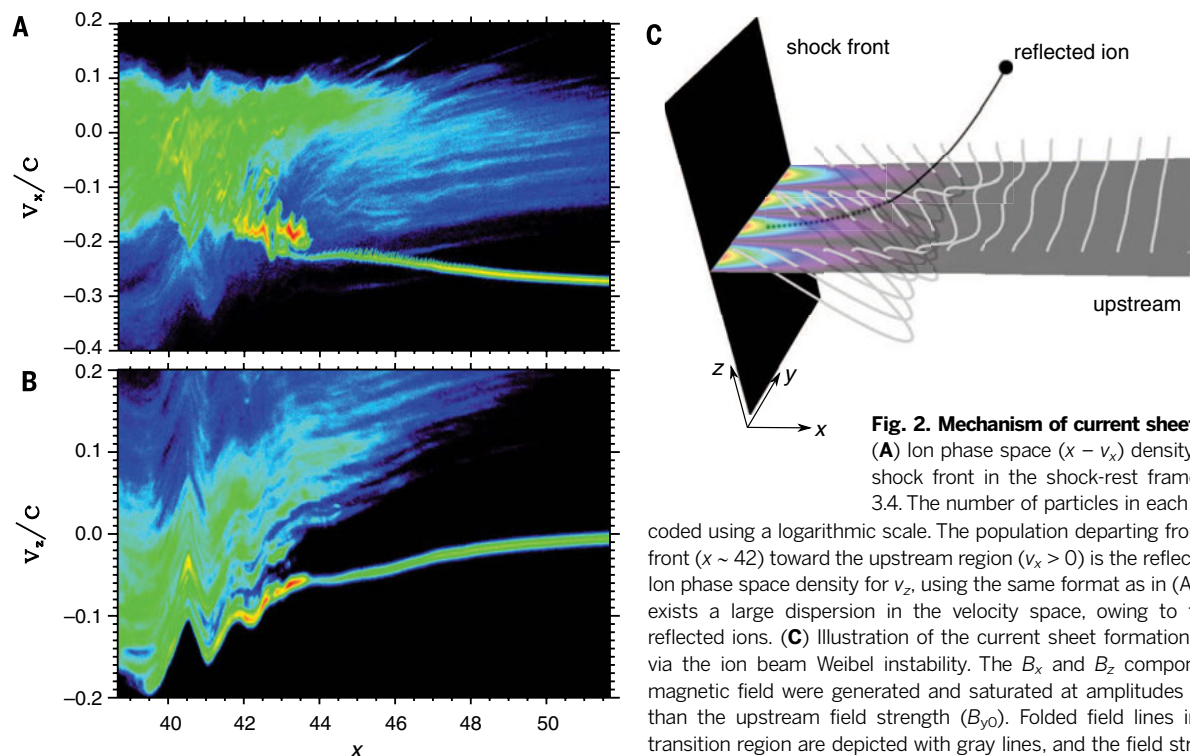 A
0.2
0.1
0.0
−0.1
−0.2
−0.3
−0.4
vx/c
B
0.2
0.1
0.0
−0.1
−0.2
vz/c
40 42 44 46 48 50
x
C
shock front
reflected ion
upstream
z
y
x
Fig. 2. Mechanism of current sheet
(A) Ion phase space (x − vx) density
shock front in the shock-rest fram
3.4. The number of particles in each
coded using a logarithmic scale. The population departing fro
front (x ~ 42) toward the upstream region (vx > 0) is the reflec
Ion phase space density for vz, using the same format as in (A
exists a large dispersion in the velocity space, owing to
reflected ions. (C) Illustration of the current sheet formation
via the ion beam Weibel instability. The Bx and Bz compon
magnetic field were generated and saturated at amplitudes
than the upstream field strength (By0). Folded field lines in
transition region are depicted with gray lines, and the field str